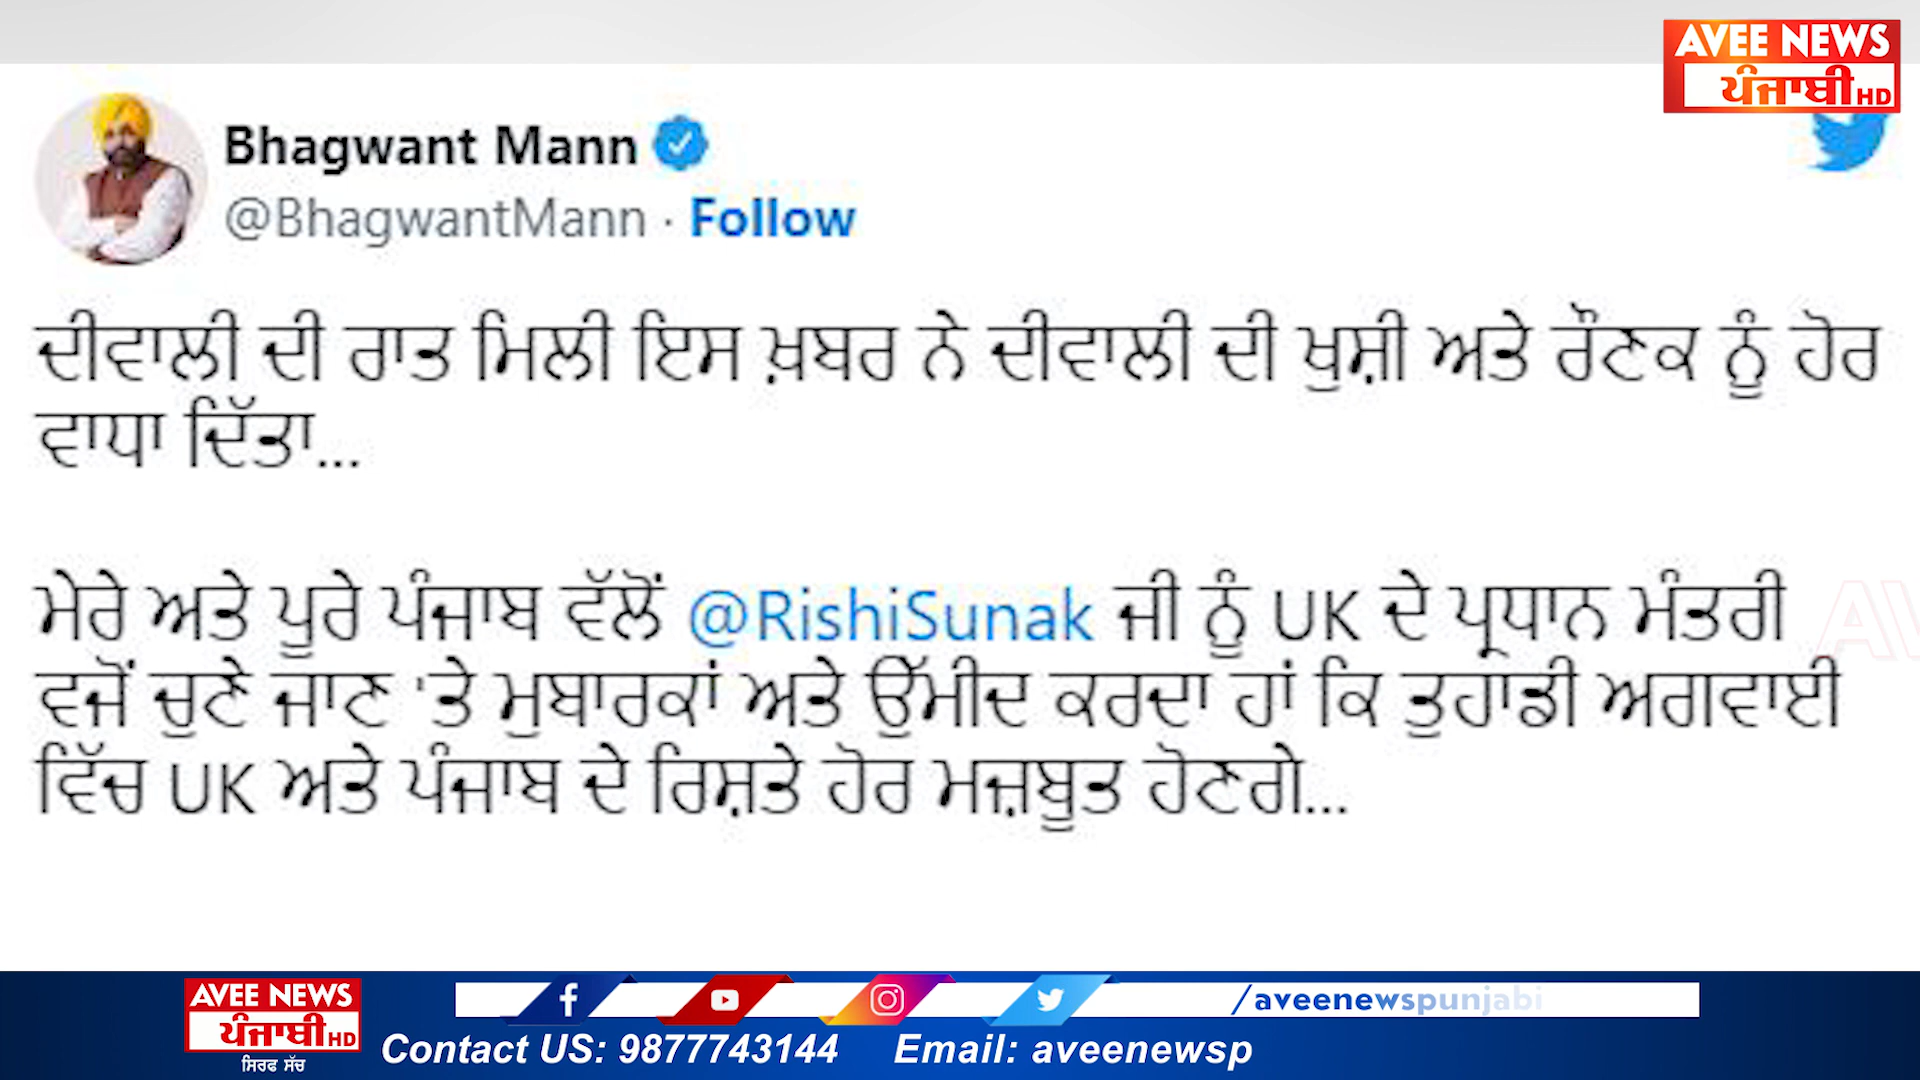 AVEE NEWS
ਪੰਜਾਬੀ HD
Bhagwant Mann
@BhagwantMann · Follow
ਦੀਵਾਲੀ ਦੀ ਰਾਤ ਮਿਲੀ ਇਸ ਖ਼ਬਰ ਨੇ ਦੀਵਾਲੀ ਦੀ ਖੁਸ਼ੀ ਅਤੇ ਰੌਣਕ ਨੂੰ ਹੋਰ
ਵਾਧਾ ਦਿੱਤਾ...
ਮੇਰੇ ਅਤੇ ਪੂਰੇ ਪੰਜਾਬ ਵੱਲੋਂ @RishiSunak ਜੀ ਨੂੰ UK ਦੇ ਪ੍ਰਧਾਨ ਮੰਤਰੀ
ਵਜੋਂ ਚੁਣੇ ਜਾਣ 'ਤੇ ਮੁਬਾਰਕਾਂ ਅਤੇ ਉੱਮੀਦ ਕਰਦਾ ਹਾਂ ਕਿ ਤੁਹਾਡੀ ਅਗਵਾਈ
ਵਿੱਚ UK ਅਤੇ ਪੰਜਾਬ ਦੇ ਰਿਸ਼ਤੇ ਹੋਰ ਮਜ਼ਬੂਤ ਹੋਣਗੇ...
AV
AVEE NEWS
ਪੰਜਾਬੀ HD
ਸਿਰਫ ਸੱਚ
/aveenewspunjabi
Contact US: 9877743144 Email: aveenewsp